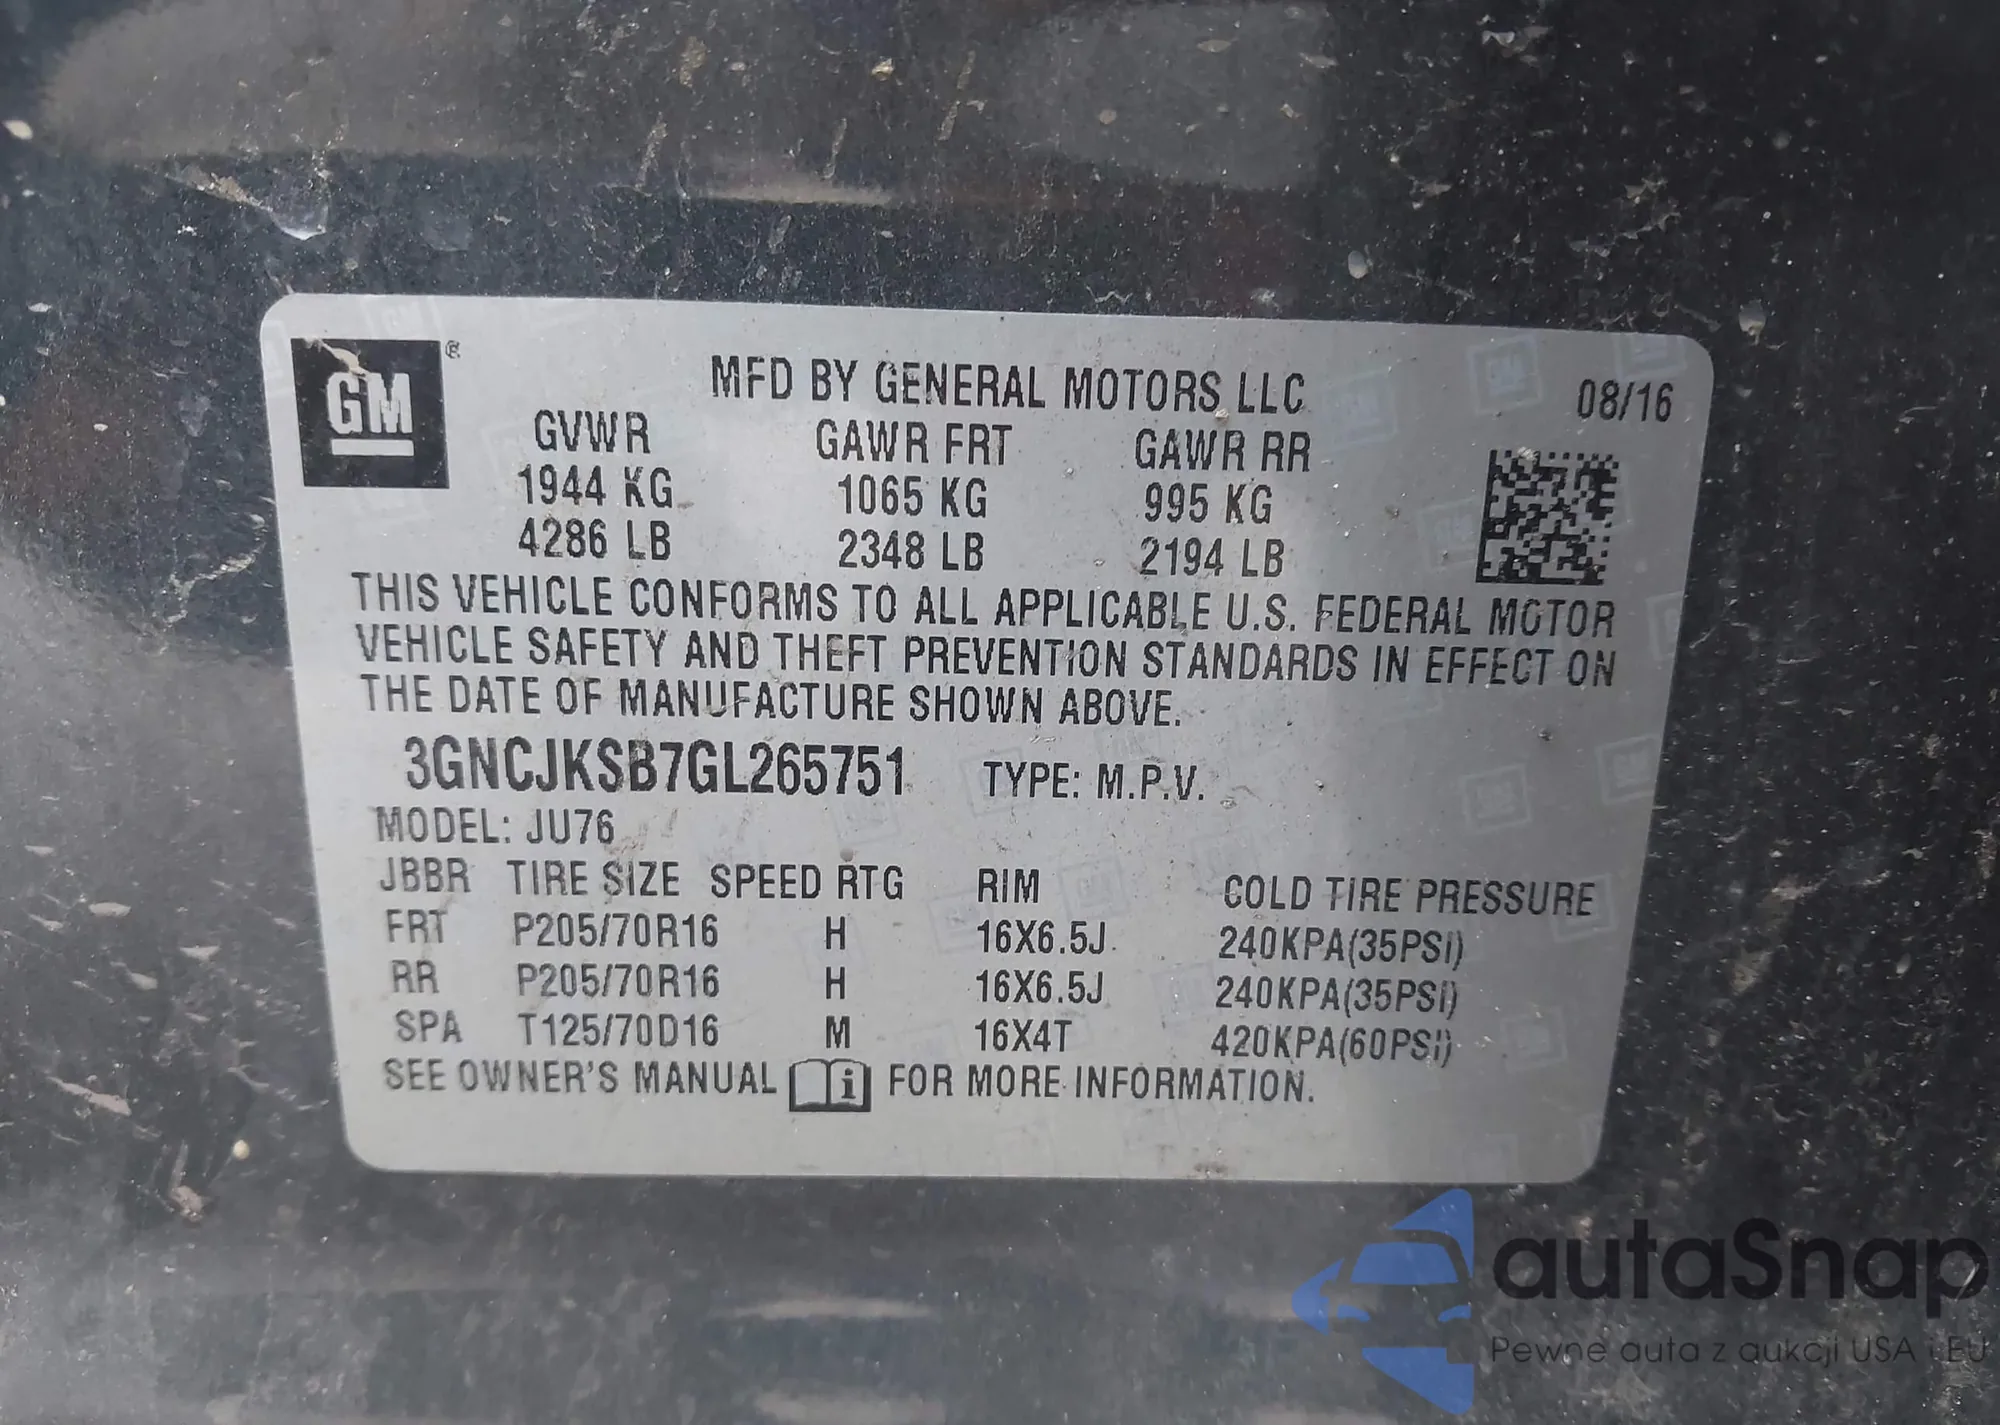 GM ®
MFD BY GENERAL MOTORS LLC 08/16
GVWR GAWR FRT GAWR RR
1944 KG 1065 KG 995 KG
4286 LB 2348 LB 2194 LB
THIS VEHICLE CONFORMS TO ALL APPLICABLE U.S. FEDERAL MOTOR
VEHICLE SAFETY AND THEFT PREVENTION STANDARDS IN EFFECT ON
THE DATE OF MANUFACTURE SHOWN ABOVE.
3GNCJKSB7GL265751 TYPE: M.P.V.
MODEL: JU76
JBBR TIRE SIZE SPEED RTG RIM COLD TIRE PRESSURE
FRT P205/70R16 H 16X6.5J 240KPA(35PSI)
RR P205/70R16 H 16X6.5J 240KPA(35PSI)
SPA T125/70D16 M 16X4T 420KPA(60PSI)
SEE OWNER'S MANUAL i FOR MORE INFORMATION.
autaSnap
Pewne auta z aukcji USA i EU